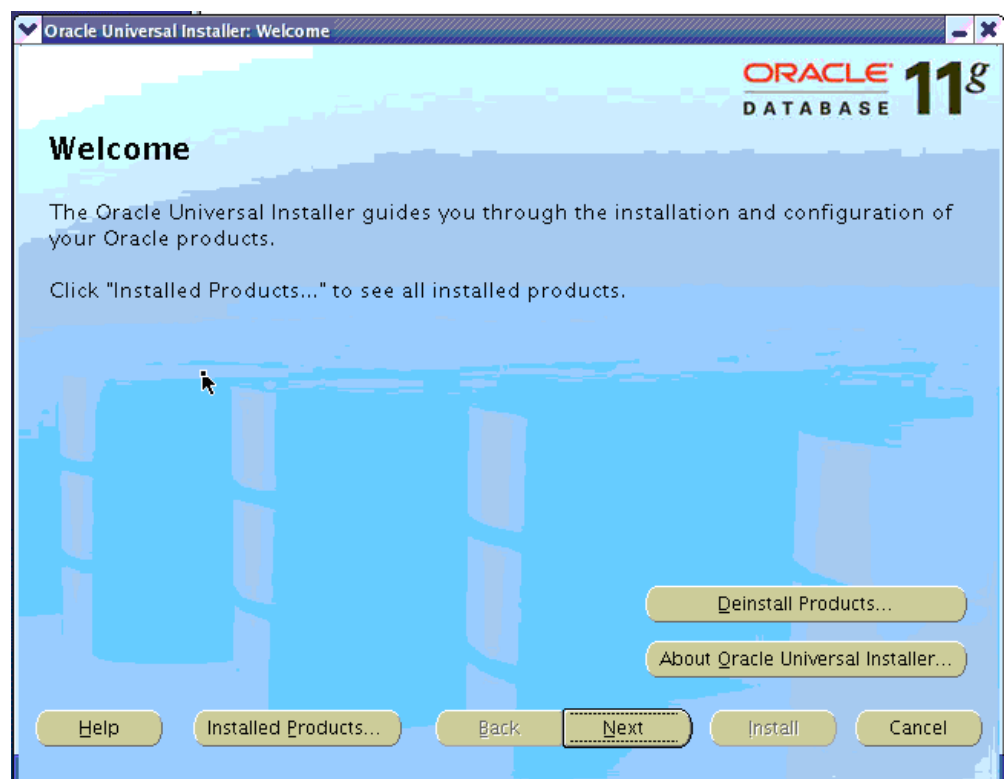 Oracle Universal Installer: Welcome
ORACLE 11g
DATABASE
Welcome
The Oracle Universal Installer guides you through the installation and configuration of
your Oracle products.
Click "Installed Products..." to see all installed products.
Deinstall Products...
About Oracle Universal Installer...
Help Installed Products... Back Next Install Cancel